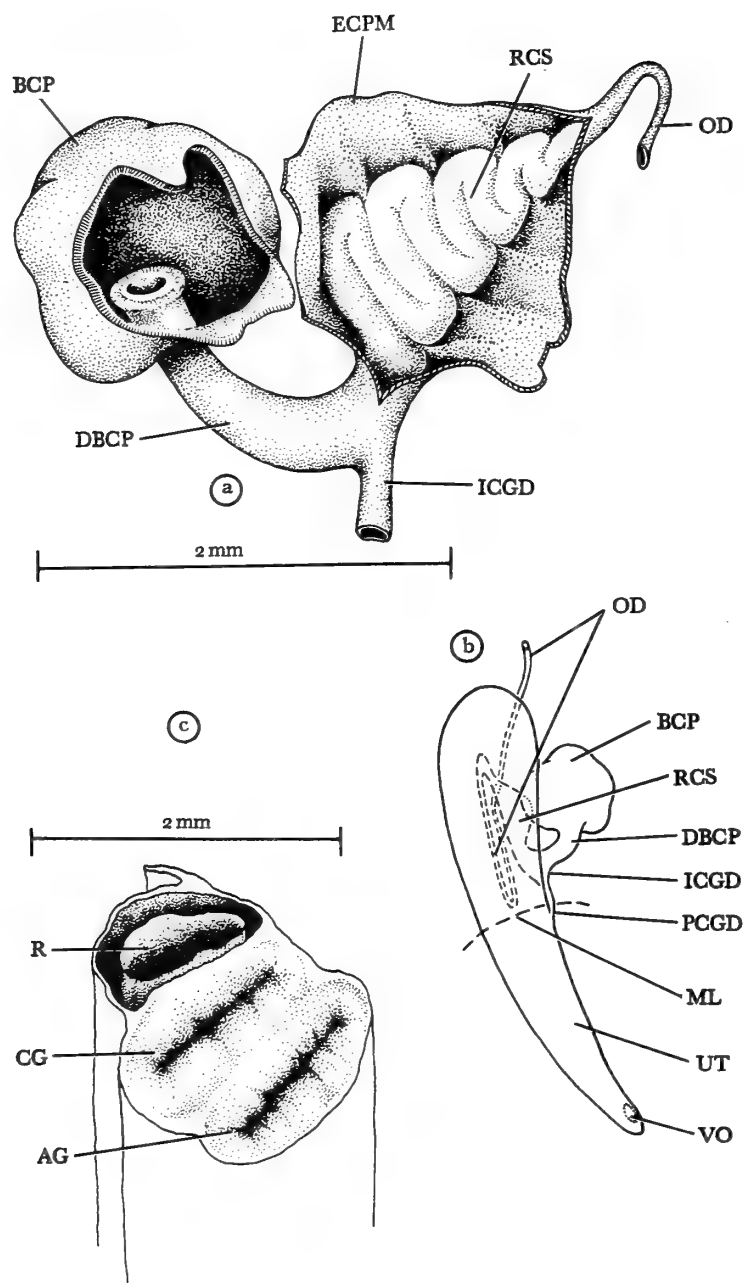 ECPM
RCS
BCP
OD
DBCP
ICGD
a
2 mm
OD
b
BCP
c
RCS
2 mm
DBCP
ICGD
PCGD
R
ML
CG
UT
AG
VO